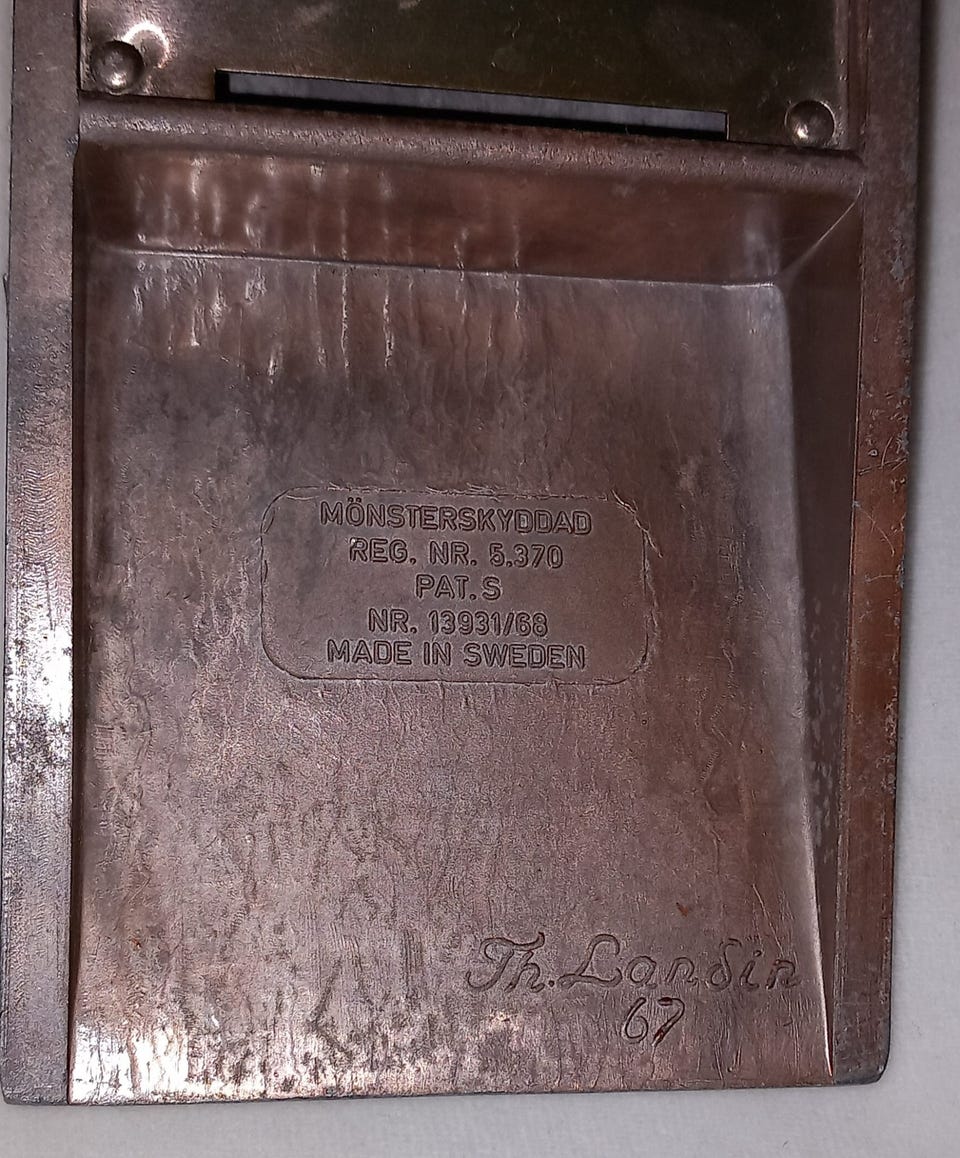 MÖNSTERSKYDDAD
REG. NR. 5.370
PAT. S
NR. 13931/68
MADE IN SWEDEN
Th. Landin
67